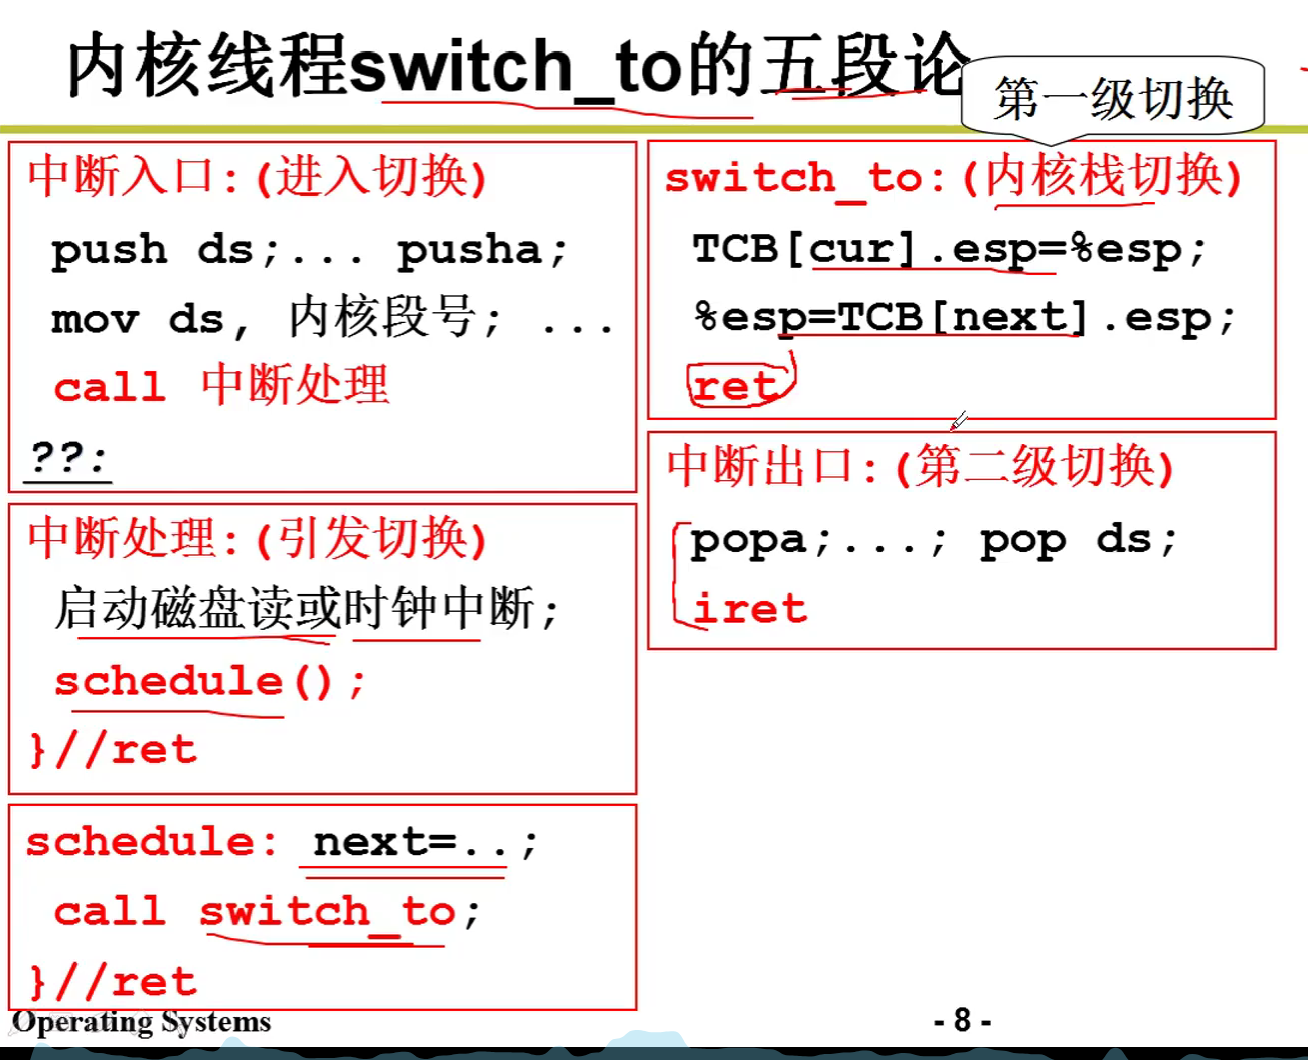 内核线程switch_to的五段论
第一级切换
中断入口:(进入切换)
push ds;... pusha;
mov ds, 内核段号; ...
call 中断处理
??:
中断处理:(引发切换)
启动磁盘读或时钟中断;
schedule();
}//ret
schedule: next=..;
call switch_to;
}//ret
switch_to:(内核栈切换)
TCB[cur].esp=%esp;
%esp=TCB[next].esp;
ret
中断出口:(第二级切换)
popa;...; pop ds;
iret
Operating Systems
- 8 -